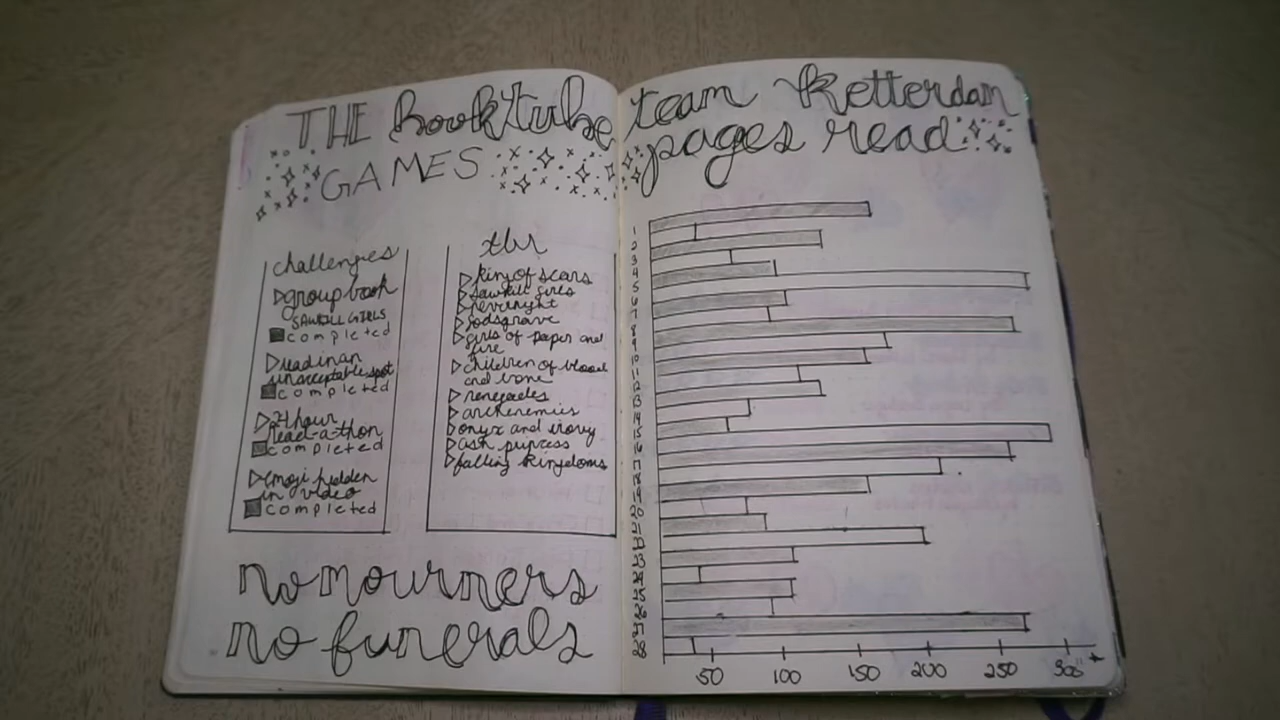 THE Booktube
GAMES
challenges
group book
SAWKILL GIRLS
completed
read in an
unacceptable spot
completed
24 hour
read-a-thon
completed
emoji hidden
in video
completed
tbr
king of scars
sawkill girls
nevernight
godsgrave
girls of paper and
fire
children of blood
and bone
renegades
archenemies
onyx and ivory
ash princess
falling kingdoms
no mourners
no funerals
team Ketterdam
pages read
1
2
3
4
5
6
7
8
9
10
11
12
13
14
15
16
17
18
19
20
21
22
23
24
25
26
27
28
50 100 150 200 250 300 +